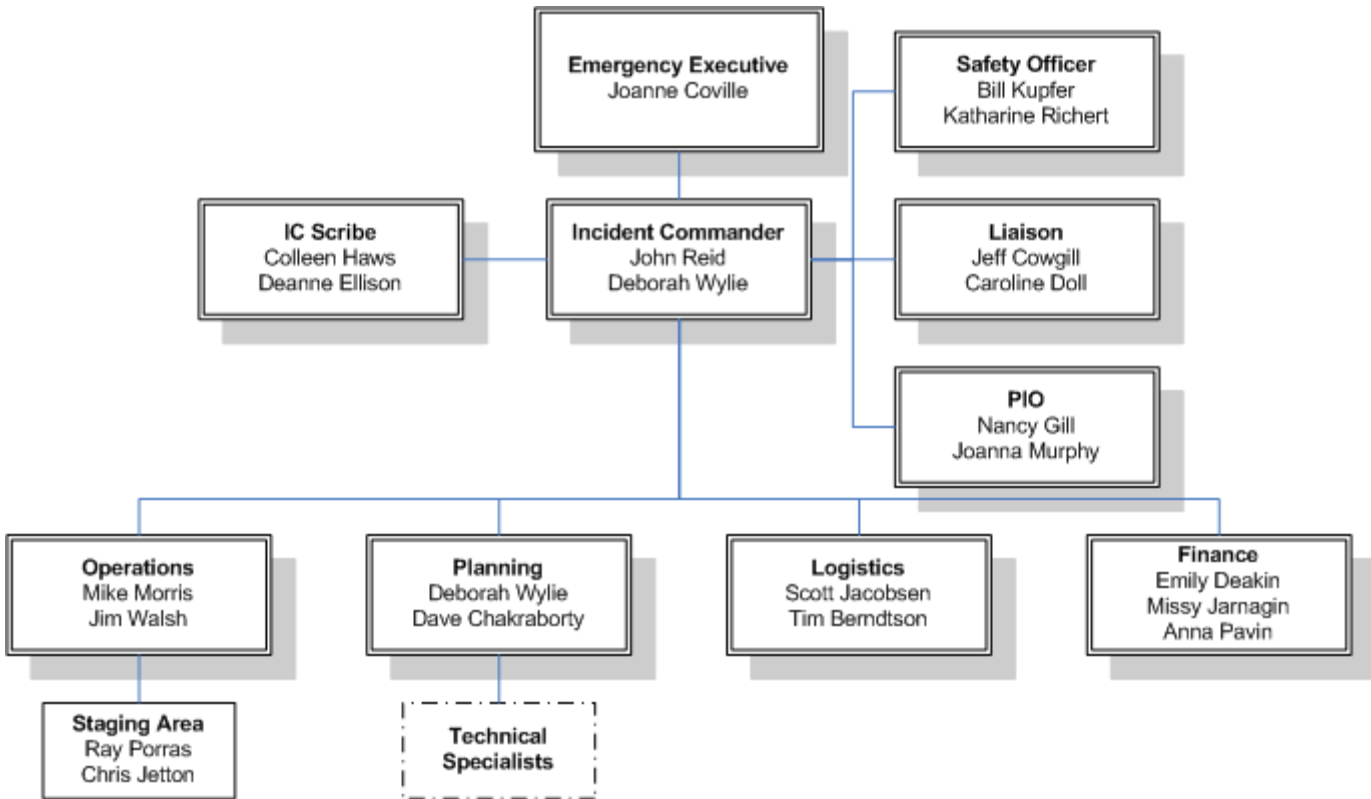 Emergency Executive
Joanne Coville
Safety Officer
Bill Kupfer
Katharine Richert
IC Scribe
Colleen Haws
Deanne Ellison
Incident Commander
John Reid
Deborah Wylie
Liaison
Jeff Cowgill
Caroline Doll
PIO
Nancy Gill
Joanna Murphy
Operations
Mike Morris
Jim Walsh
Planning
Deborah Wylie
Dave Chakraborty
Logistics
Scott Jacobsen
Tim Berndtson
Finance
Emily Deakin
Missy Jarnagin
Anna Pavin
Staging Area
Ray Porras
Chris Jetton
Technical
Specialists